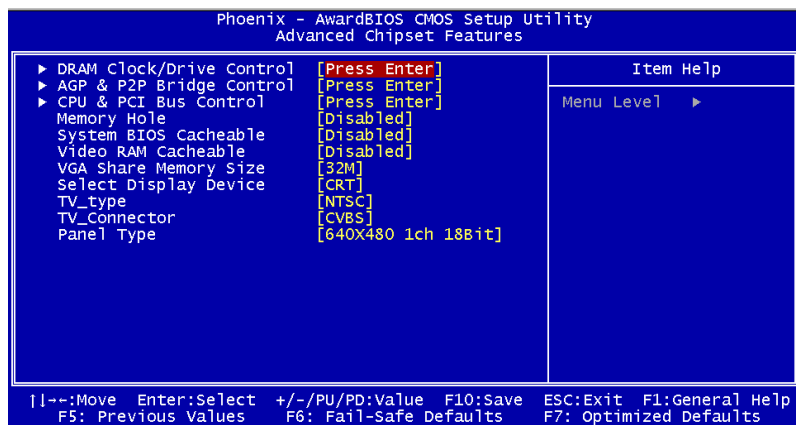 Phoenix - AwardBIOS CMOS Setup Utility
Advanced Chipset Features
▶ DRAM Clock/Drive Control [Press Enter]
▶ AGP & P2P Bridge Control [Press Enter]
▶ CPU & PCI Bus Control [Press Enter]
Memory Hole [Disabled]
System BIOS Cacheable [Disabled]
Video RAM Cacheable [Disabled]
VGA Share Memory Size [32M]
Select Display Device [CRT]
TV_type [NTSC]
TV_Connector [CVBS]
Panel Type [640X480 1ch 18Bit]
Item Help
Menu Level ▶
↑↓→←:Move Enter:Select +/-/PU/PD:Value F10:Save ESC:Exit F1:General Help
F5: Previous Values F6: Fail-Safe Defaults F7: Optimized Defaults